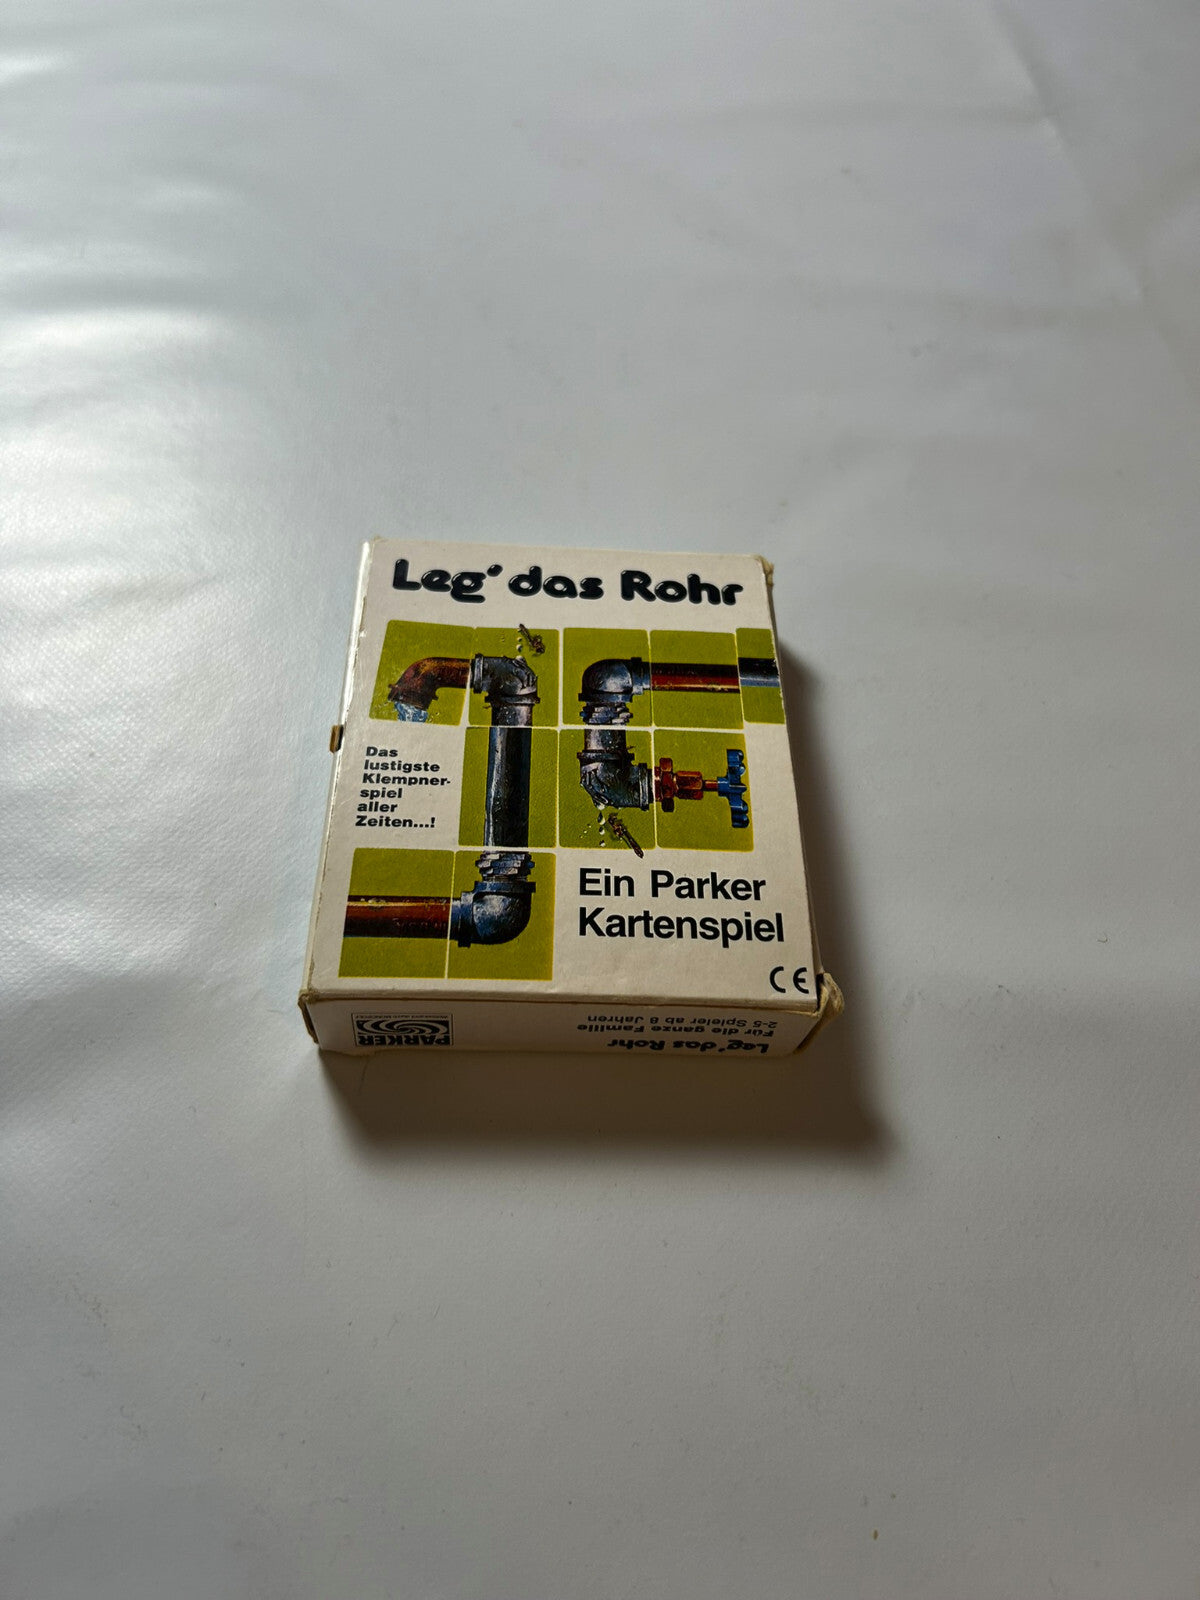 Leg' das Rohr
Das
lustigste
Klempner-
spiel
aller
Zeiten...!
Ein Parker
Kartenspiel
CE
Leg' das Rohr
Für die ganze Familie
2-5 Spieler ab 8 Jahren
PARKER